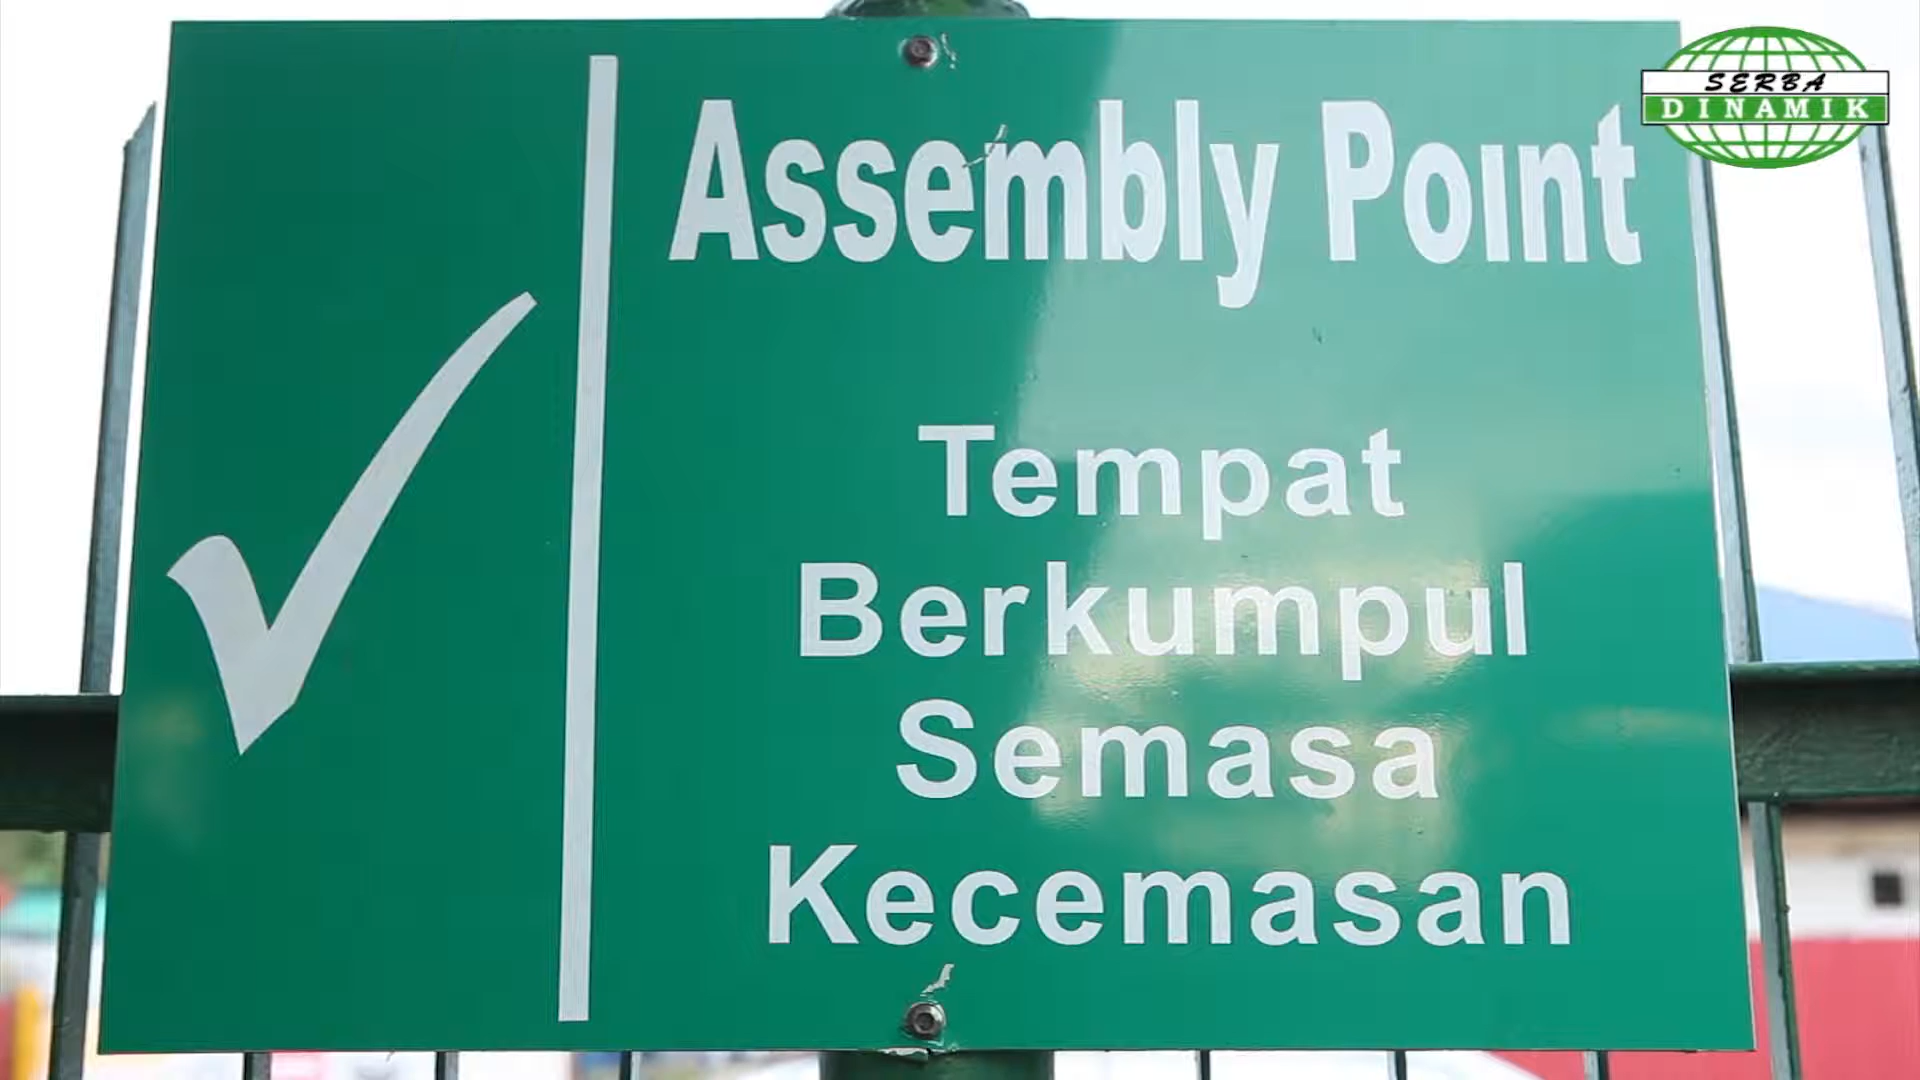 Assembly Point
Tempat
Berkumpul
Semasa
Kecemasan
SERBA
DINAMIK